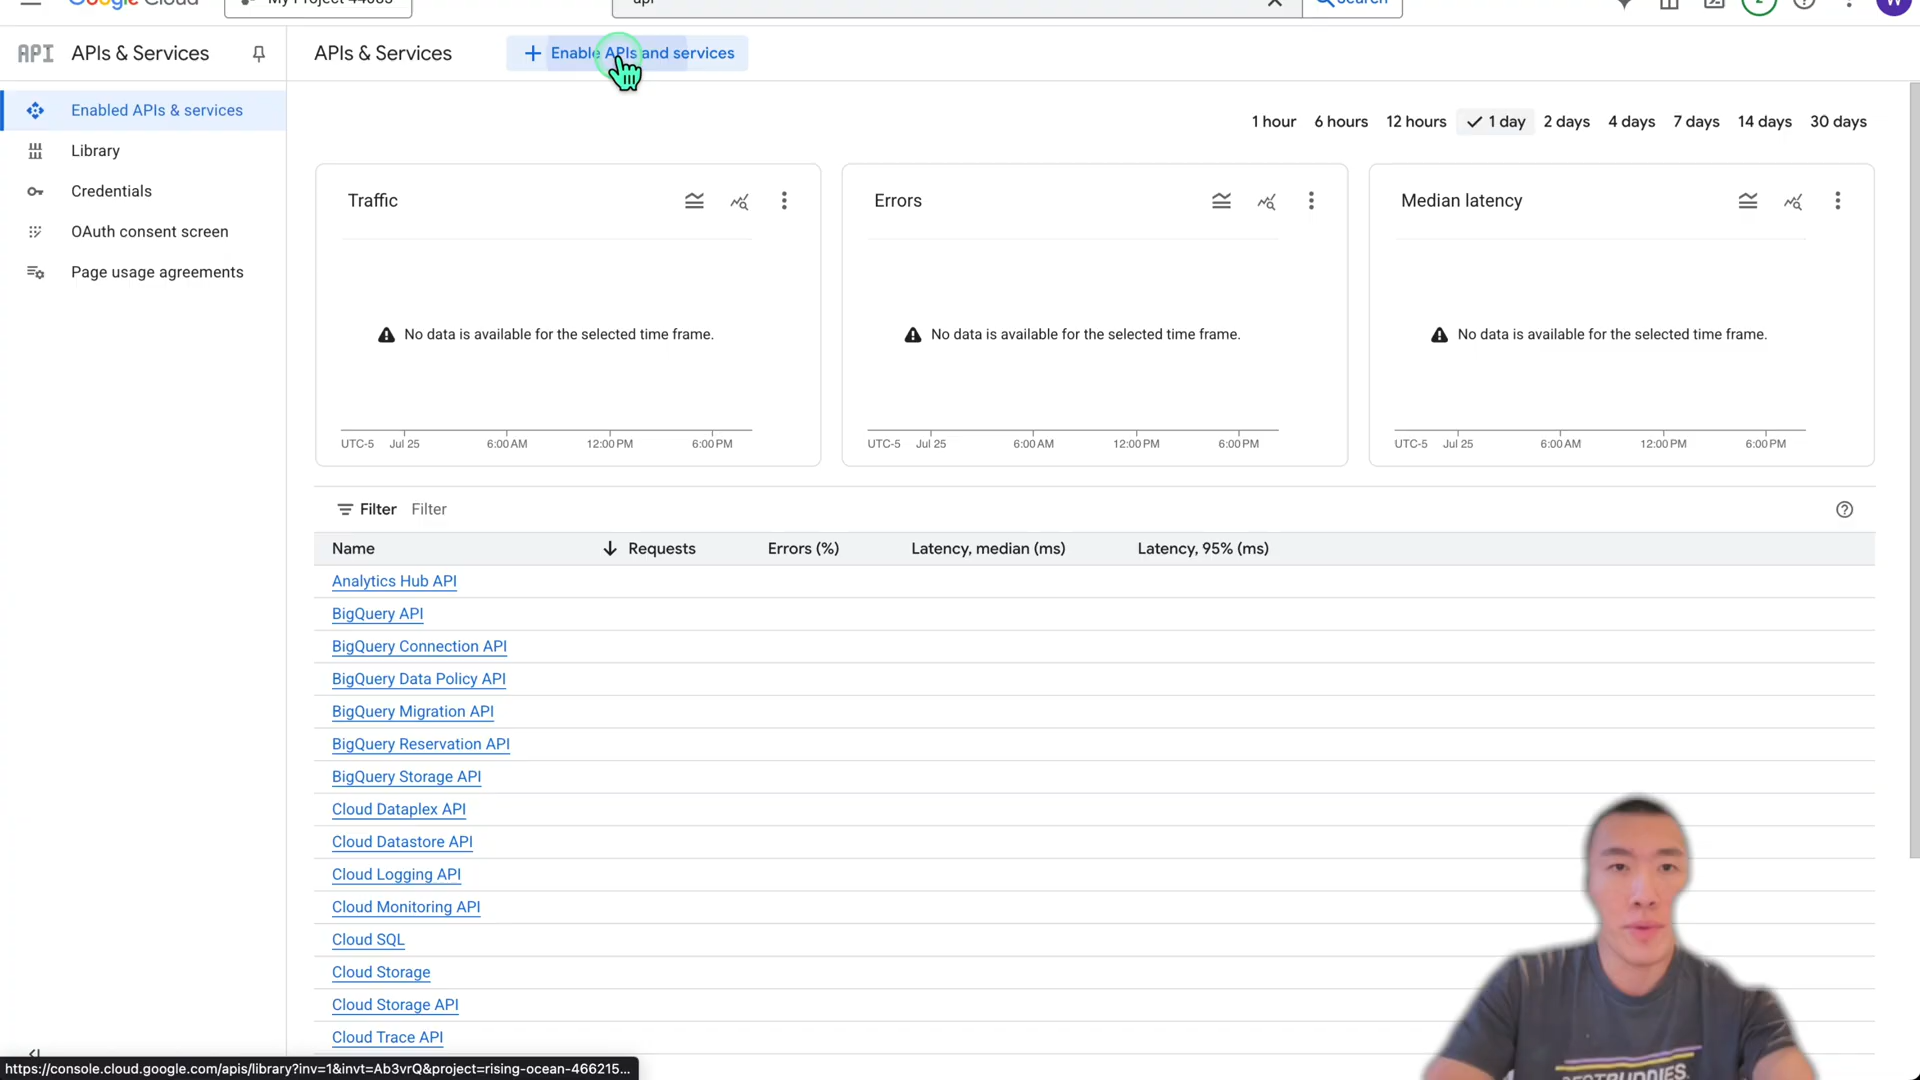 Google Cloud
My Project 44063
api
Search
API APIs & Services
APIs & Services
Enable APIs and services
Enabled APIs & services
Library
Credentials
OAuth consent screen
Page usage agreements
1 hour 6 hours 12 hours 1 day 2 days 4 days 7 days 14 days 30 days
Traffic
No data is available for the selected time frame.
UTC-5 Jul 25 6:00 AM 12:00 PM 6:00 PM
Errors
No data is available for the selected time frame.
UTC-5 Jul 25 6:00 AM 12:00 PM 6:00 PM
Median latency
No data is available for the selected time frame.
UTC-5 Jul 25 6:00 AM 12:00 PM 6:00 PM
Filter Filter
Name Requests Errors (%) Latency, median (ms) Latency, 95% (ms)
Analytics Hub API
BigQuery API
BigQuery Connection API
BigQuery Data Policy API
BigQuery Migration API
BigQuery Reservation API
BigQuery Storage API
Cloud Dataplex API
Cloud Datastore API
Cloud Logging API
Cloud Monitoring API
Cloud SQL
Cloud Storage
Cloud Storage API
Cloud Trace API
https://console.cloud.google.com/apis/library?inv=1&invt=Ab3vrQ&project=rising-ocean-466215...